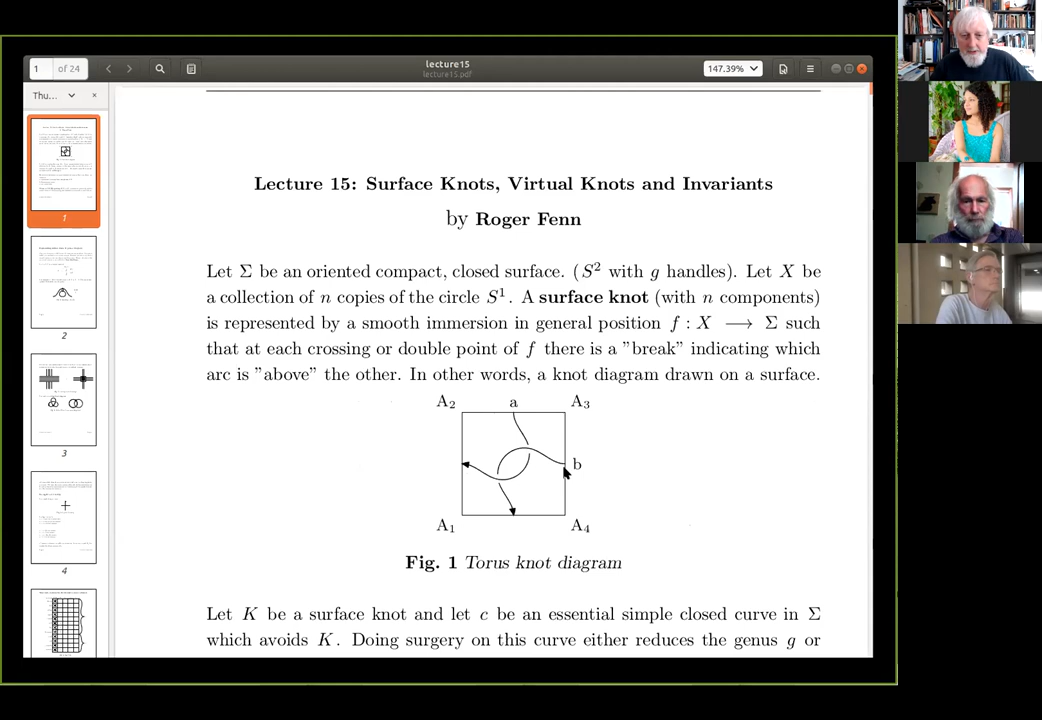 1 of 24
lecture15
lecture15.pdf
147.39%
Thu...
Lecture 15: Surface Knots, Virtual Knots and Invariants
by Roger Fenn
Let Σ be an oriented compact, closed surface. (S² with g handles). Let X be
a collection of n copies of the circle S¹. A surface knot (with n components)
is represented by a smooth immersion in general position f : X ⟶ Σ such
that at each crossing or double point of f there is a ”break” indicating which
arc is ”above” the other. In other words, a knot diagram drawn on a surface.
A₂ a A₃
b
A₁ A₄
Fig. 1 Torus knot diagram
Let K be a surface knot and let c be an essential simple closed curve in Σ
which avoids K. Doing surgery on this curve either reduces the genus g or
1
2
3
4